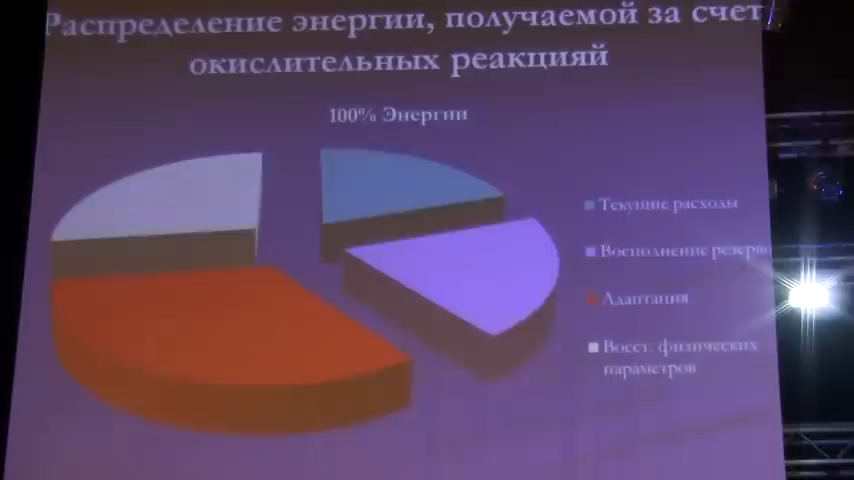 Распределение энергии, получаемой за счет
окислительных реакцияй
100% Энергии
Текущие расходы
Восполнение резерво
Адаптация
Восст. физических
параметров